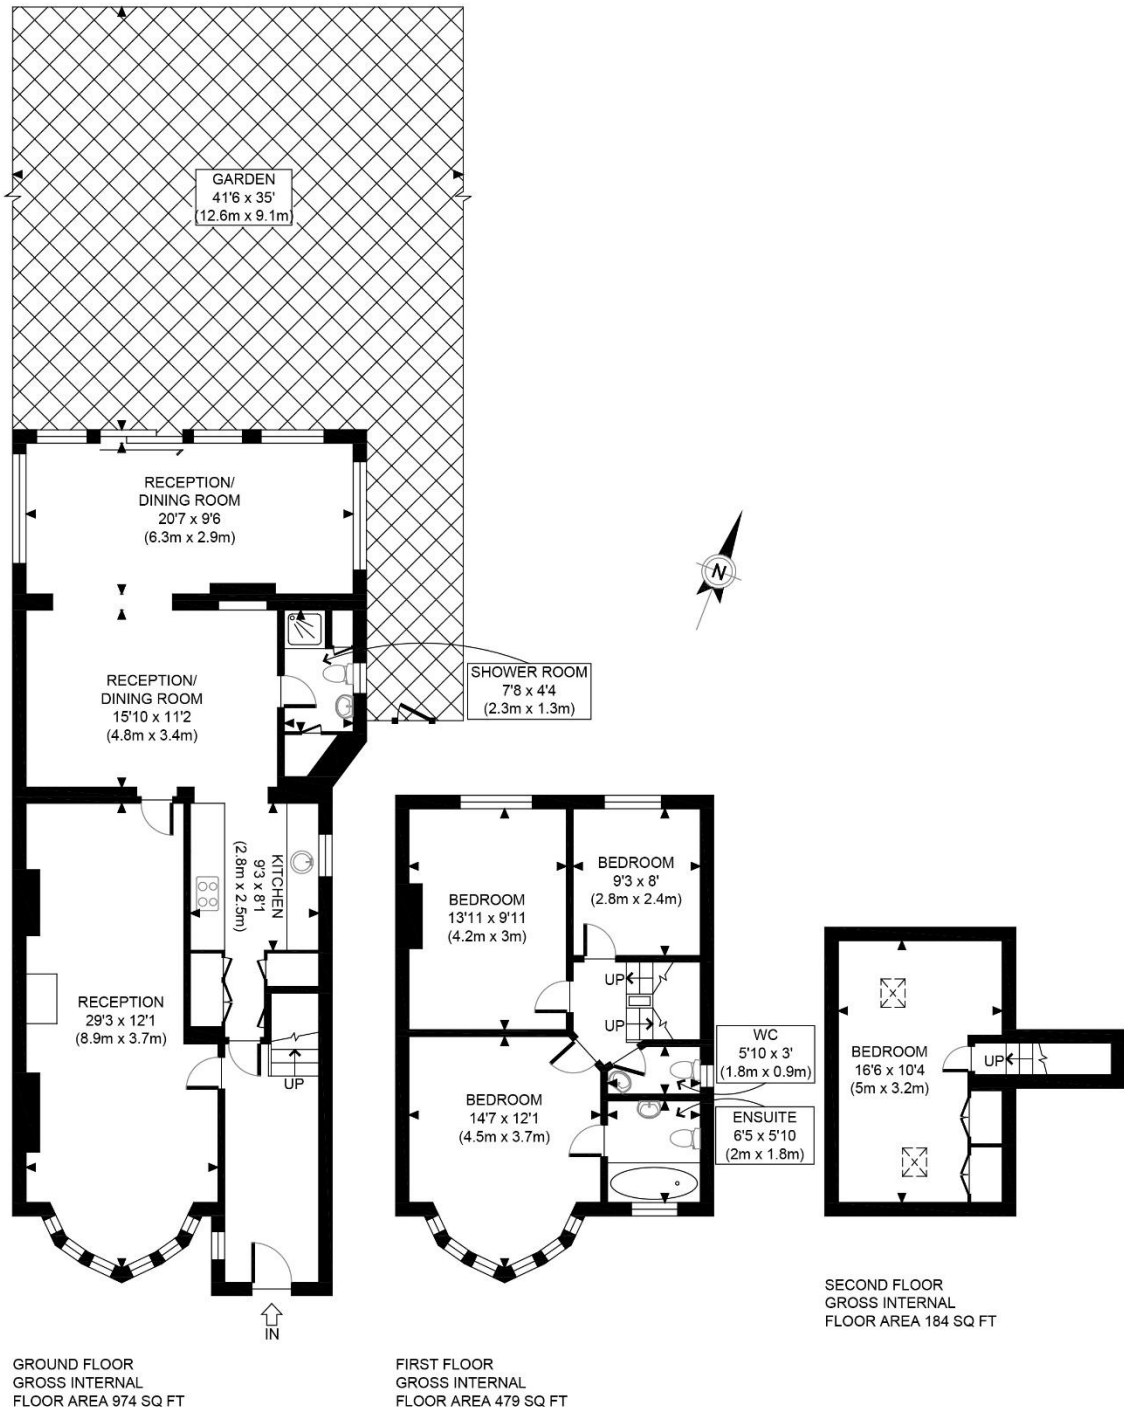 GARDEN
41'6 x 35'
(12.6m x 9.1m)
RECEPTION/
DINING ROOM
20'7 x 9'6
(6.3m x 2.9m)
N
RECEPTION/
DINING ROOM
15'10 x 11'2
(4.8m x 3.4m)
SHOWER ROOM
7'8 x 4'4
(2.3m x 1.3m)
KITCHEN
9'3 x 8'1
(2.8m x 2.5m)
RECEPTION
29'3 x 12'1
(8.9m x 3.7m)
UP
IN
GROUND FLOOR
GROSS INTERNAL
FLOOR AREA 974 SQ FT
BEDROOM
13'11 x 9'11
(4.2m x 3m)
BEDROOM
9'3 x 8'
(2.8m x 2.4m)
UP
UP
WC
5'10 x 3'
(1.8m x 0.9m)
BEDROOM
14'7 x 12'1
(4.5m x 3.7m)
ENSUITE
6'5 x 5'10
(2m x 1.8m)
FIRST FLOOR
GROSS INTERNAL
FLOOR AREA 479 SQ FT
BEDROOM
16'6 x 10'4
(5m x 3.2m)
UP
SECOND FLOOR
GROSS INTERNAL
FLOOR AREA 184 SQ FT